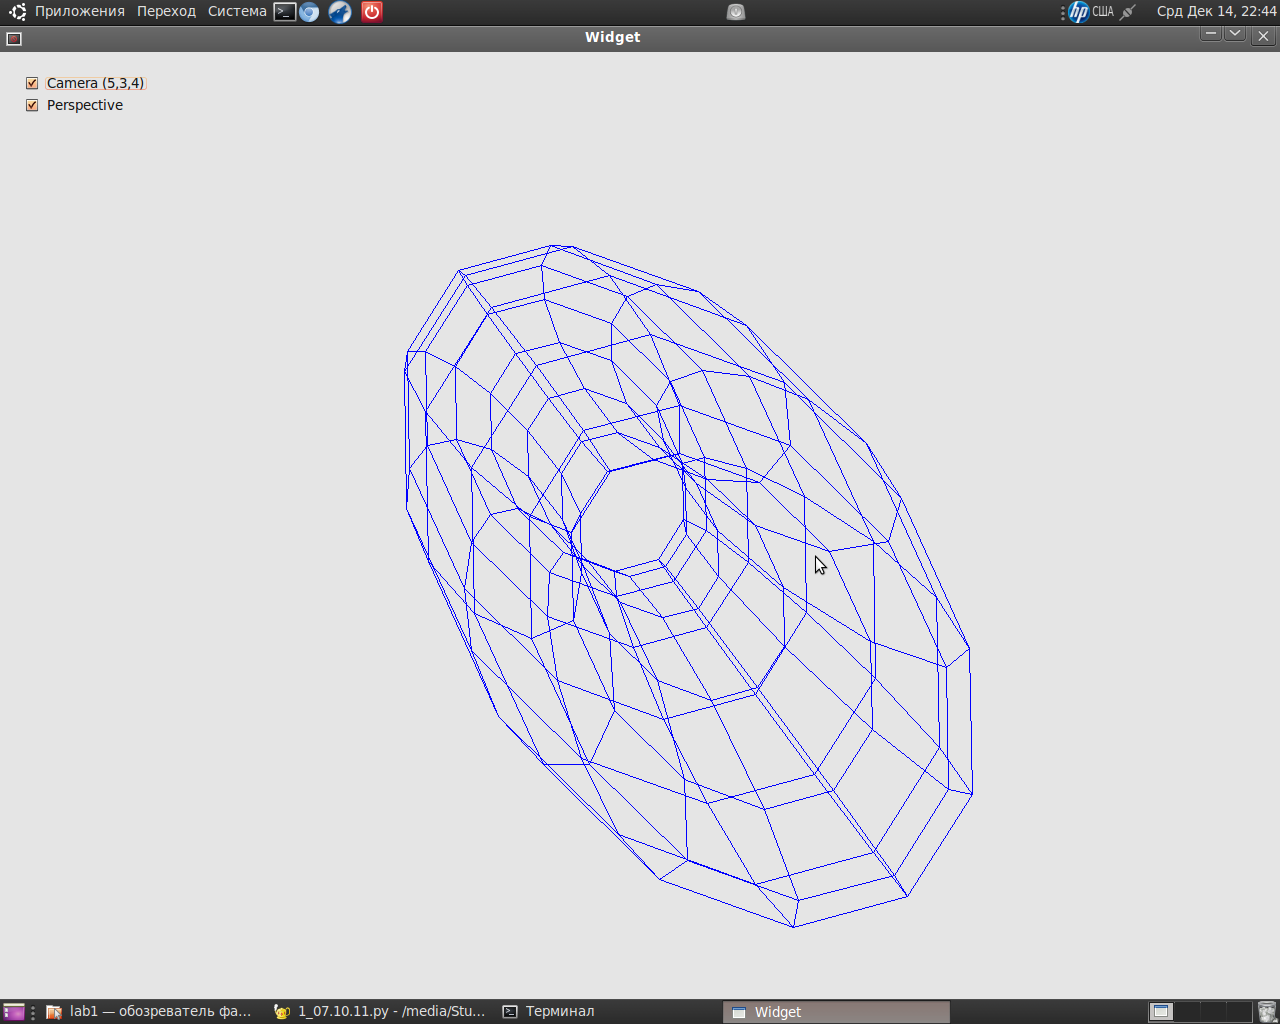 Приложения Переход Система
hp США Срд Дек 14, 22:44
Widget
Camera (5,3,4)
Perspective
lab1 — обозреватель фа...
1_07.10.11.py - /media/Stu...
Терминал
Widget